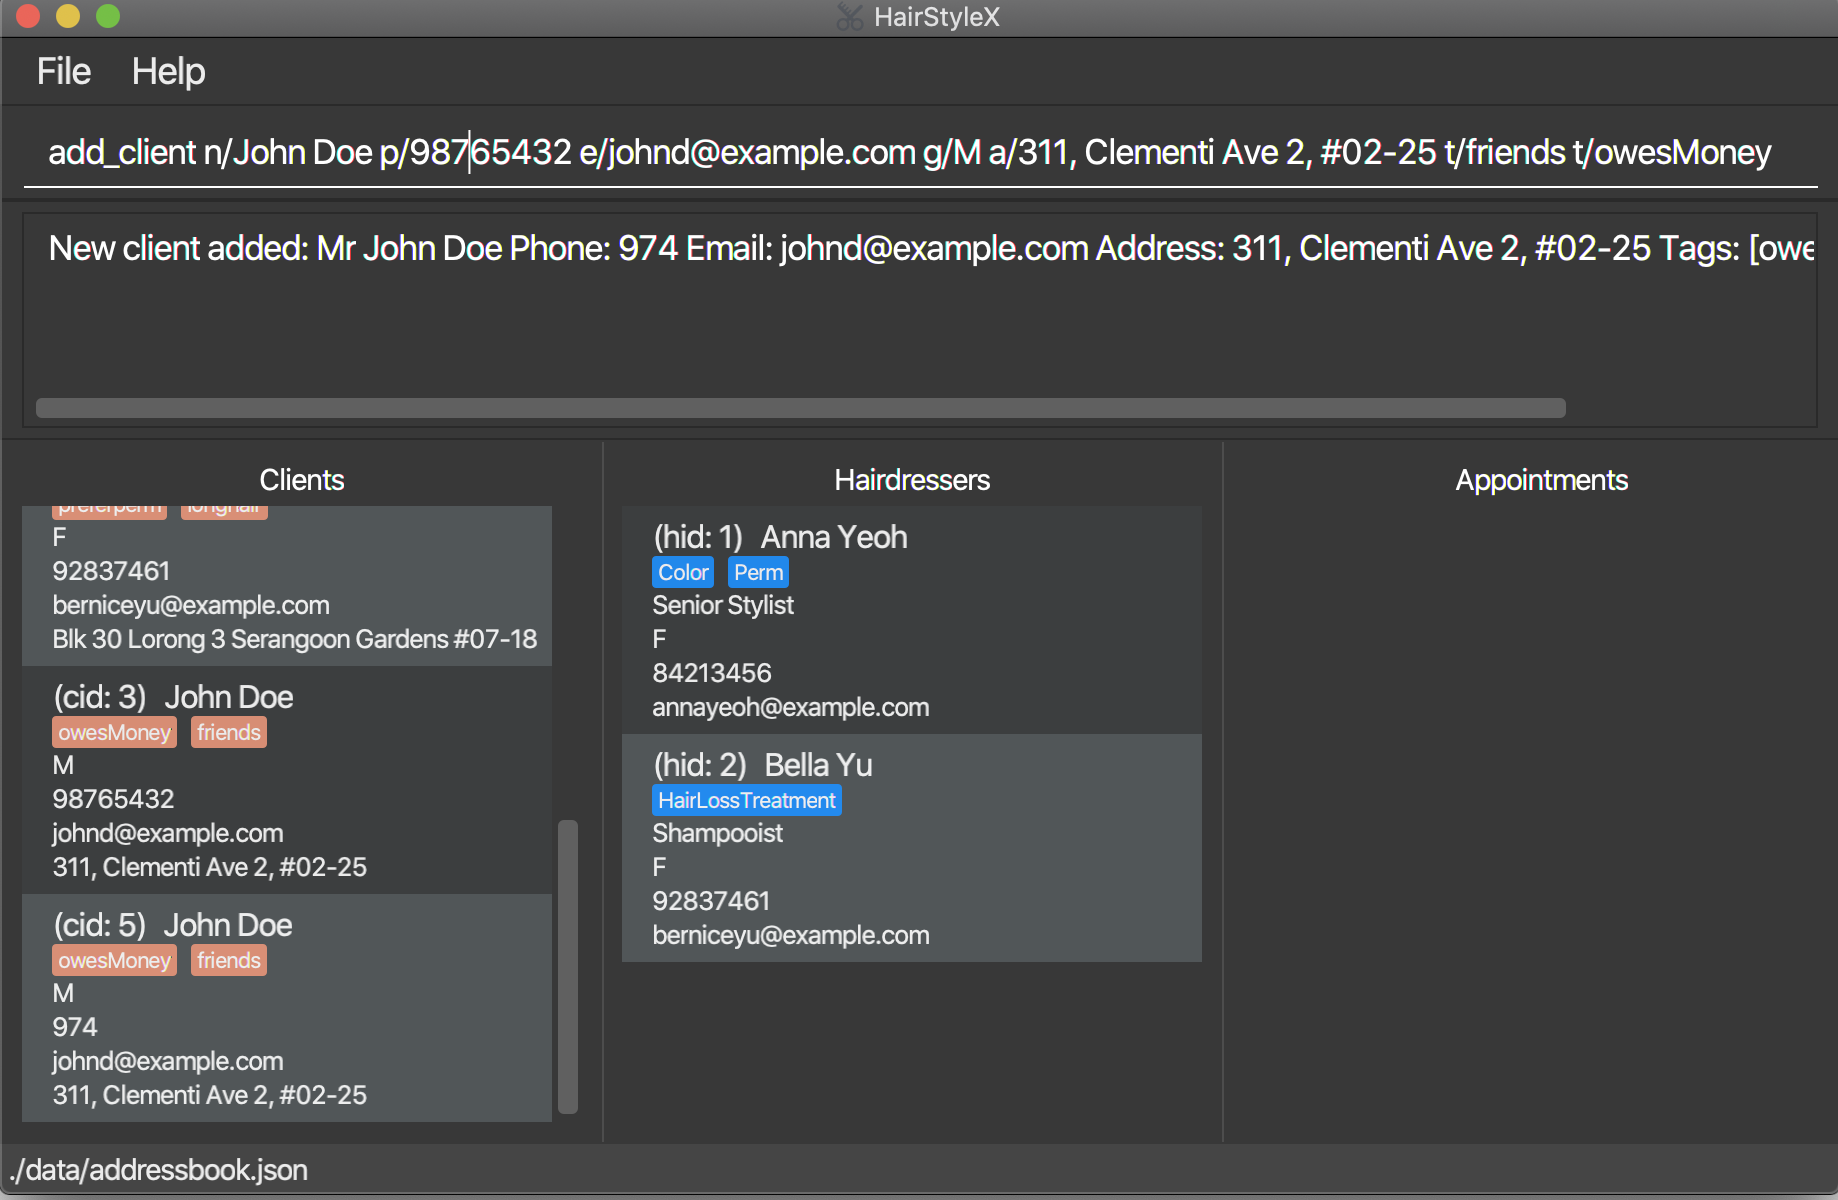 HairStyleX
File Help
add_client n/John Doe p/98765432 e/johnd@example.com g/M a/311, Clementi Ave 2, #02-25 t/friends t/owesMoney
New client added: Mr John Doe Phone: 974 Email: johnd@example.com Address: 311, Clementi Ave 2, #02-25 Tags: [owe
Clients
preferperm longhair
F
92837461
berniceyu@example.com
Blk 30 Lorong 3 Serangoon Gardens #07-18
(cid: 3) John Doe
owesMoney friends
M
98765432
johnd@example.com
311, Clementi Ave 2, #02-25
(cid: 5) John Doe
owesMoney friends
M
974
johnd@example.com
311, Clementi Ave 2, #02-25
Hairdressers
(hid: 1) Anna Yeoh
Color Perm
Senior Stylist
F
84213456
annayeoh@example.com
(hid: 2) Bella Yu
HairLossTreatment
Shampooist
F
92837461
berniceyu@example.com
Appointments
./data/addressbook.json